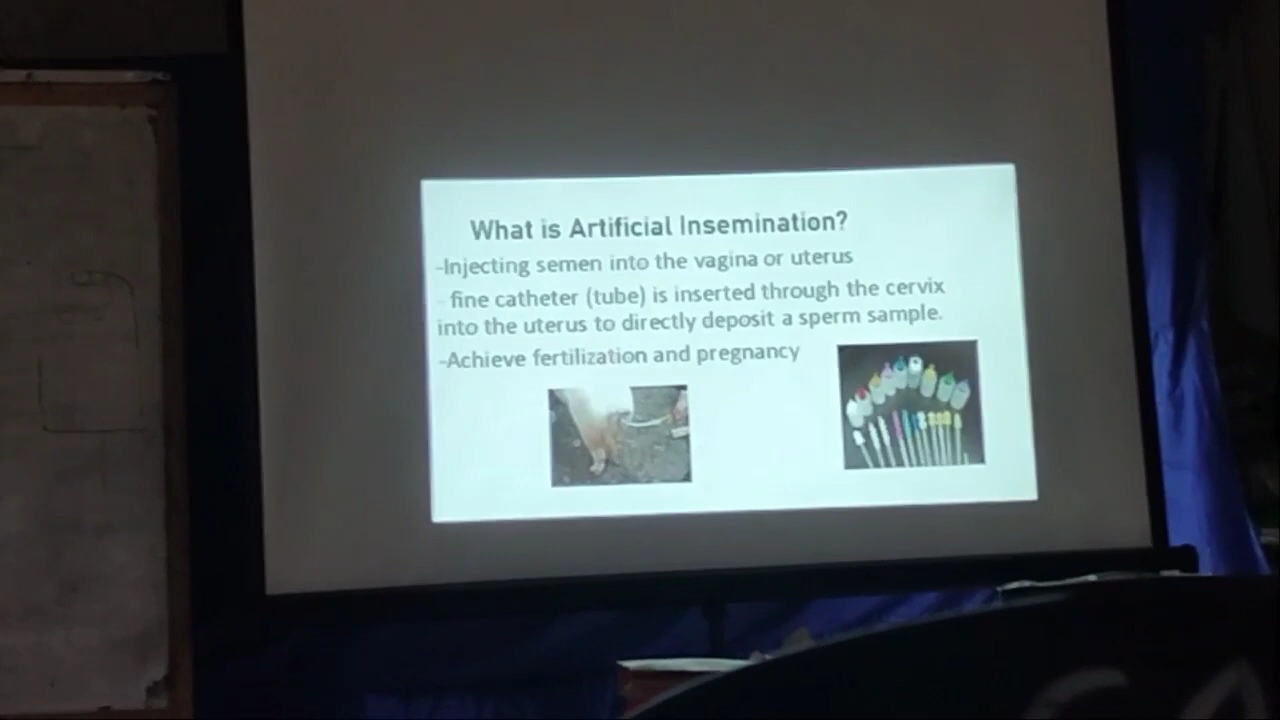 What is Artificial Insemination?
-Injecting semen into the vagina or uterus
- fine catheter (tube) is inserted through the cervix
into the uterus to directly deposit a sperm sample.
-Achieve fertilization and pregnancy